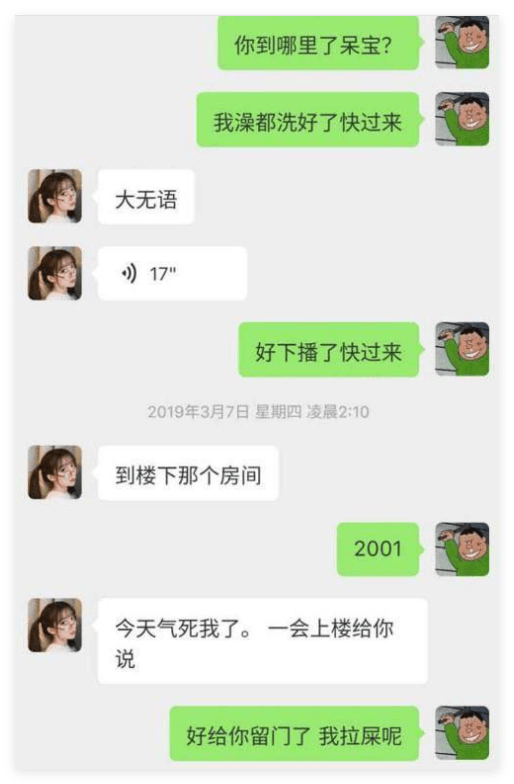 你到哪里了呆宝？
我澡都洗好了快过来
大无语
17"
好下播了快过来
2019年3月7日 星期四 凌晨2:10
到楼下那个房间
2001
今天气死我了。 一会上楼给你
说
好给你留门了 我拉屎呢